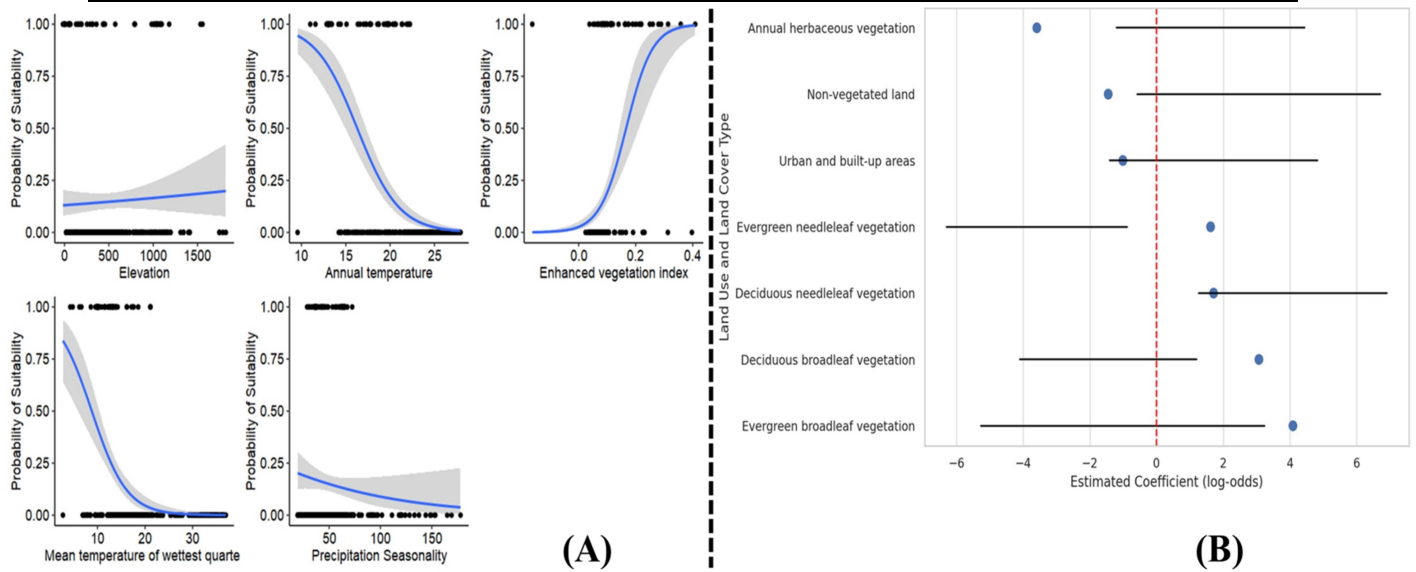 Probability of Suitability
1.00
0.75
0.50
0.25
0.00
0 500 1000 1500
Elevation
Probability of Suitability
1.00
0.75
0.50
0.25
0.00
10 15 20 25
Annual temperature
Probability of Suitability
1.00
0.75
0.50
0.25
0.00
0.0 0.2 0.4
Enhanced vegetation index
Probability of Suitability
1.00
0.75
0.50
0.25
0.00
10 20 30
Mean temperature of wettest quarte
Probability of Suitability
1.00
0.75
0.50
0.25
0.00
50 100 150
Precipitation Seasonality
(A)
Land Use and Land Cover Type
Annual herbaceous vegetation
Non-vegetated land
Urban and built-up areas
Evergreen needleleaf vegetation
Deciduous needleleaf vegetation
Deciduous broadleaf vegetation
Evergreen broadleaf vegetation
−6 −4 −2 0 2 4 6
Estimated Coefficient (log-odds)
(B)